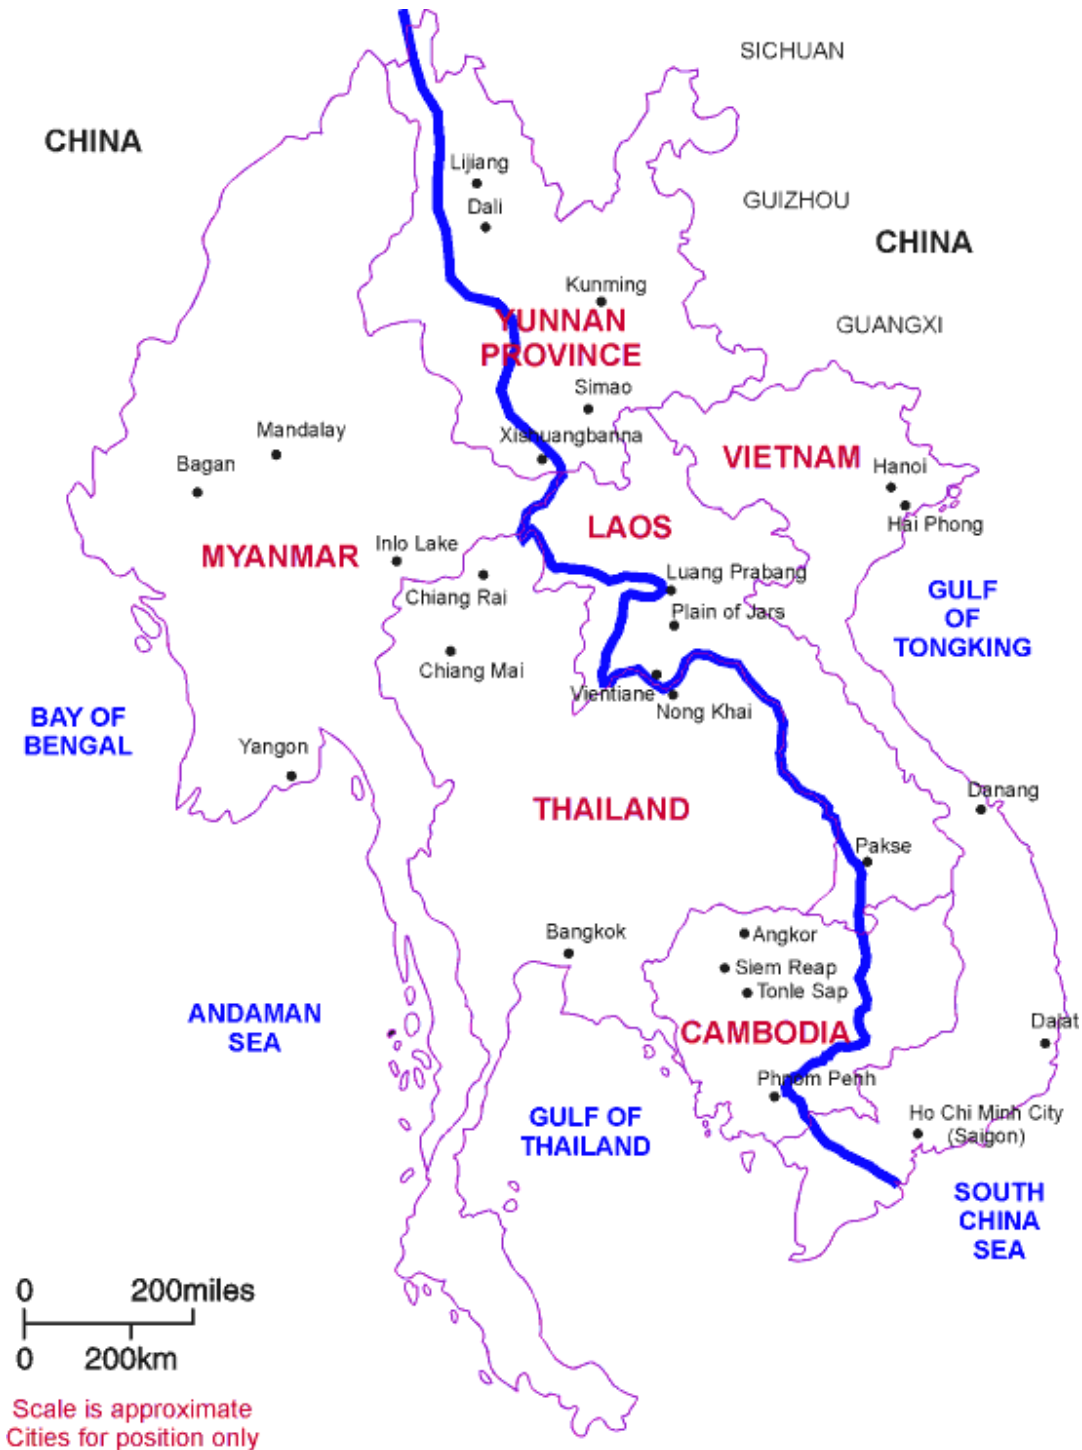 SICHUAN
CHINA
Lijiang
Dali
GUIZHOU
CHINA
Kunming
YUNNAN
PROVINCE
GUANGXI
Simao
Mandalay
Xishuangbanna
Bagan
VIETNAM
Hanoi
Hai Phong
LAOS
MYANMAR
Inlo Lake
Luang Prabang
Chiang Rai
Plain of Jars
GULF
OF
TONGKING
Chiang Mai
Vientiane
Nong Khai
BAY OF
BENGAL
Yangon
THAILAND
Danang
Pakse
Bangkok
Angkor
Siem Reap
Tonle Sap
ANDAMAN
SEA
CAMBODIA
Dalat
Phnom Penh
GULF OF
THAILAND
Ho Chi Minh City
(Saigon)
SOUTH
CHINA
SEA
0 200miles
0 200km
Scale is approximate
Cities for position only